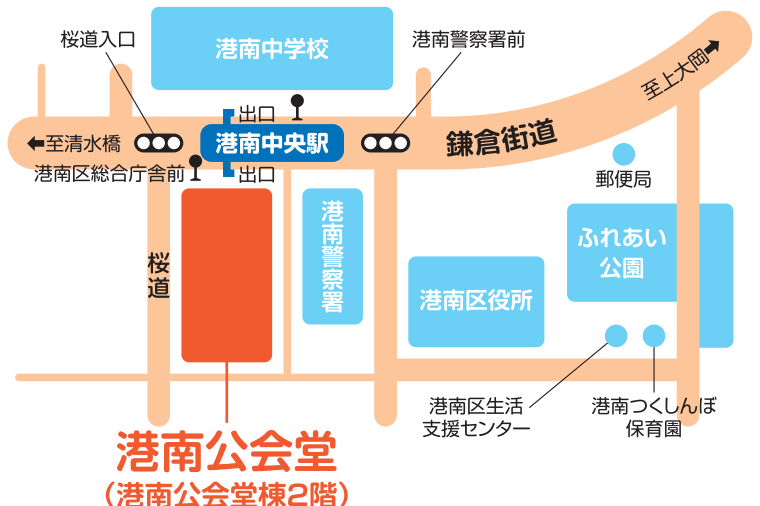 桜道入口
港南中学校
港南警察署前
至上大岡
出口
至清水橋
港南中央駅
鎌倉街道
港南区総合庁舎前
出口
郵便局
桜道
港南警察署
ふれあい
公園
港南区役所
港南区生活
支援センター
港南つくしんぼ
保育園
港南公会堂
(港南公会堂棟2階)